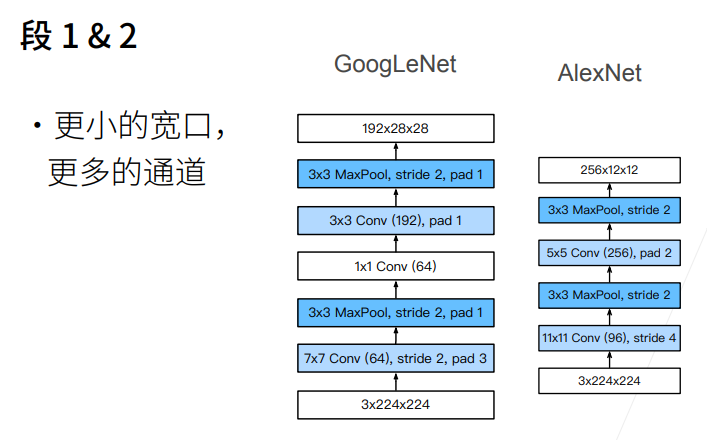 段 1 & 2
• 更小的宽口，
更多的通道
GoogLeNet
192x28x28
3x3 MaxPool, stride 2, pad 1
3x3 Conv (192), pad 1
1x1 Conv (64)
3x3 MaxPool, stride 2, pad 1
7x7 Conv (64), stride 2, pad 3
3x224x224
AlexNet
256x12x12
3x3 MaxPool, stride 2
5x5 Conv (256), pad 2
3x3 MaxPool, stride 2
11x11 Conv (96), stride 4
3x224x224